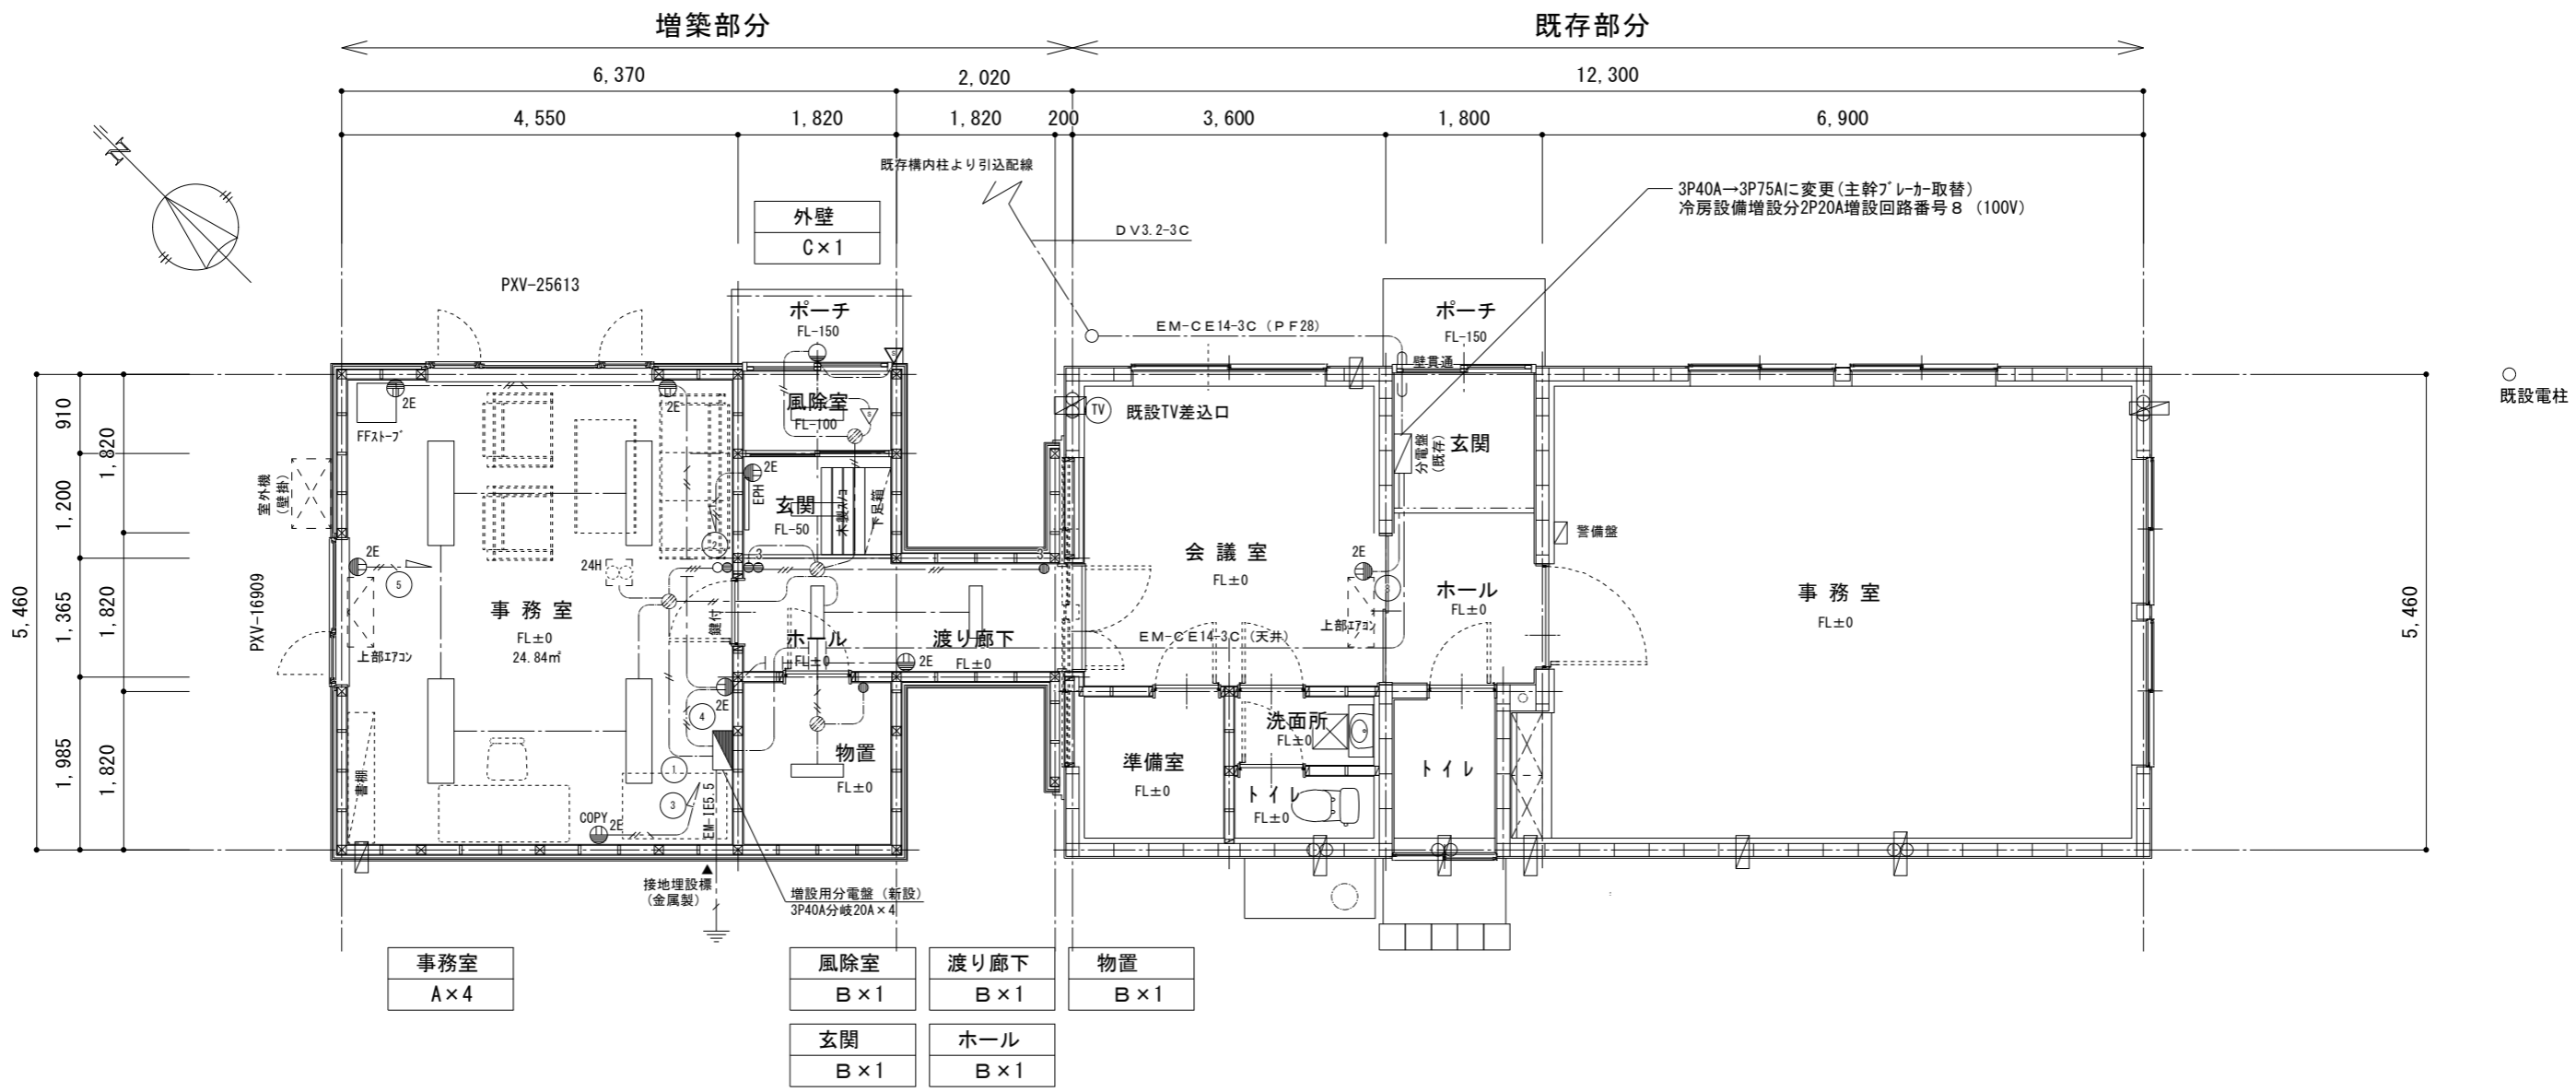 増築部分
既存部分
6,370
2,020
12,300
4,550
1,820
1,820
200
3,600
1,800
6,900
N
既存構内柱より引込配線
3P40A→3P75Aに変更(主幹ﾌﾞﾚｰｶｰ取替)
冷房設備増設分2P20A増設回路番号8 (100V)
外壁
C×1
DV3.2-3C
PXV-25613
ポーチ
FL-150
EM-CE14-3C (PF28)
ポーチ
FL-150
壁貫通
既設電柱
910
1,820
1,200
5,460
1,365
1,820
1,985
1,820
5,460
2E
2E
FFｽﾄｰﾌﾞ
風除室
FL-100
S
S
TV
既設TV差込口
分電盤
(既存)
玄関
室外機
(壁掛)
2E
EPH
玄関
FL-50
木製ｽﾉｺ
下足箱
2
3
3
警備盤
2E
5
24H
会議室
FL±0
2E
8
ホール
FL±0
事務室
FL±0
PXV-16909
事務室
FL±0
24.84㎡
鍵付
ホール
FL±0
渡り廊下
FL±0
EM-CE14-3C (天井)
上部ｴｱｺﾝ
上部ｴｱｺﾝ
2E
2E
4
洗面所
FL±0
物置
FL±0
準備室
FL±0
トイレ
トイレ
FL±0
書棚
1
3
COPY
2E
EM-IE5.5
接地埋設標
(金属製)
増設用分電盤 (新設)
3P40A分岐20A×4
事務室
A×4
風除室
B×1
渡り廊下
B×1
物置
B×1
玄関
B×1
ホール
B×1